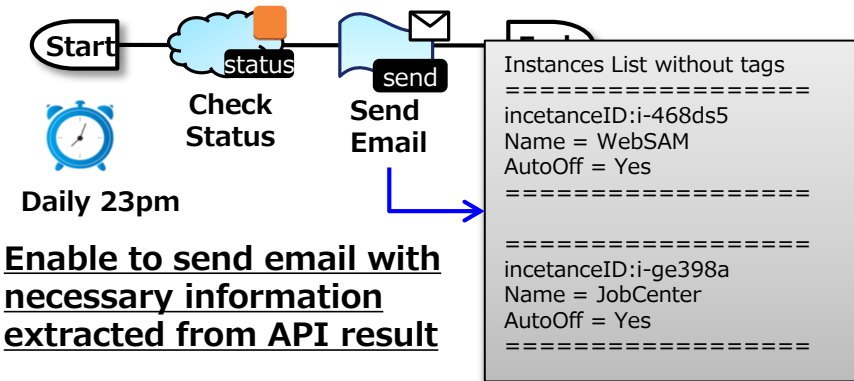 Start
status
send
Check
Status
Send
Email
Daily 23pm
Enable to send email with
necessary information
extracted from API result
Instances List without tags
==================
incetanceID:i-468ds5
Name = WebSAM
AutoOff = Yes
==================
==================
incetanceID:i-ge398a
Name = JobCenter
AutoOff = Yes
==================